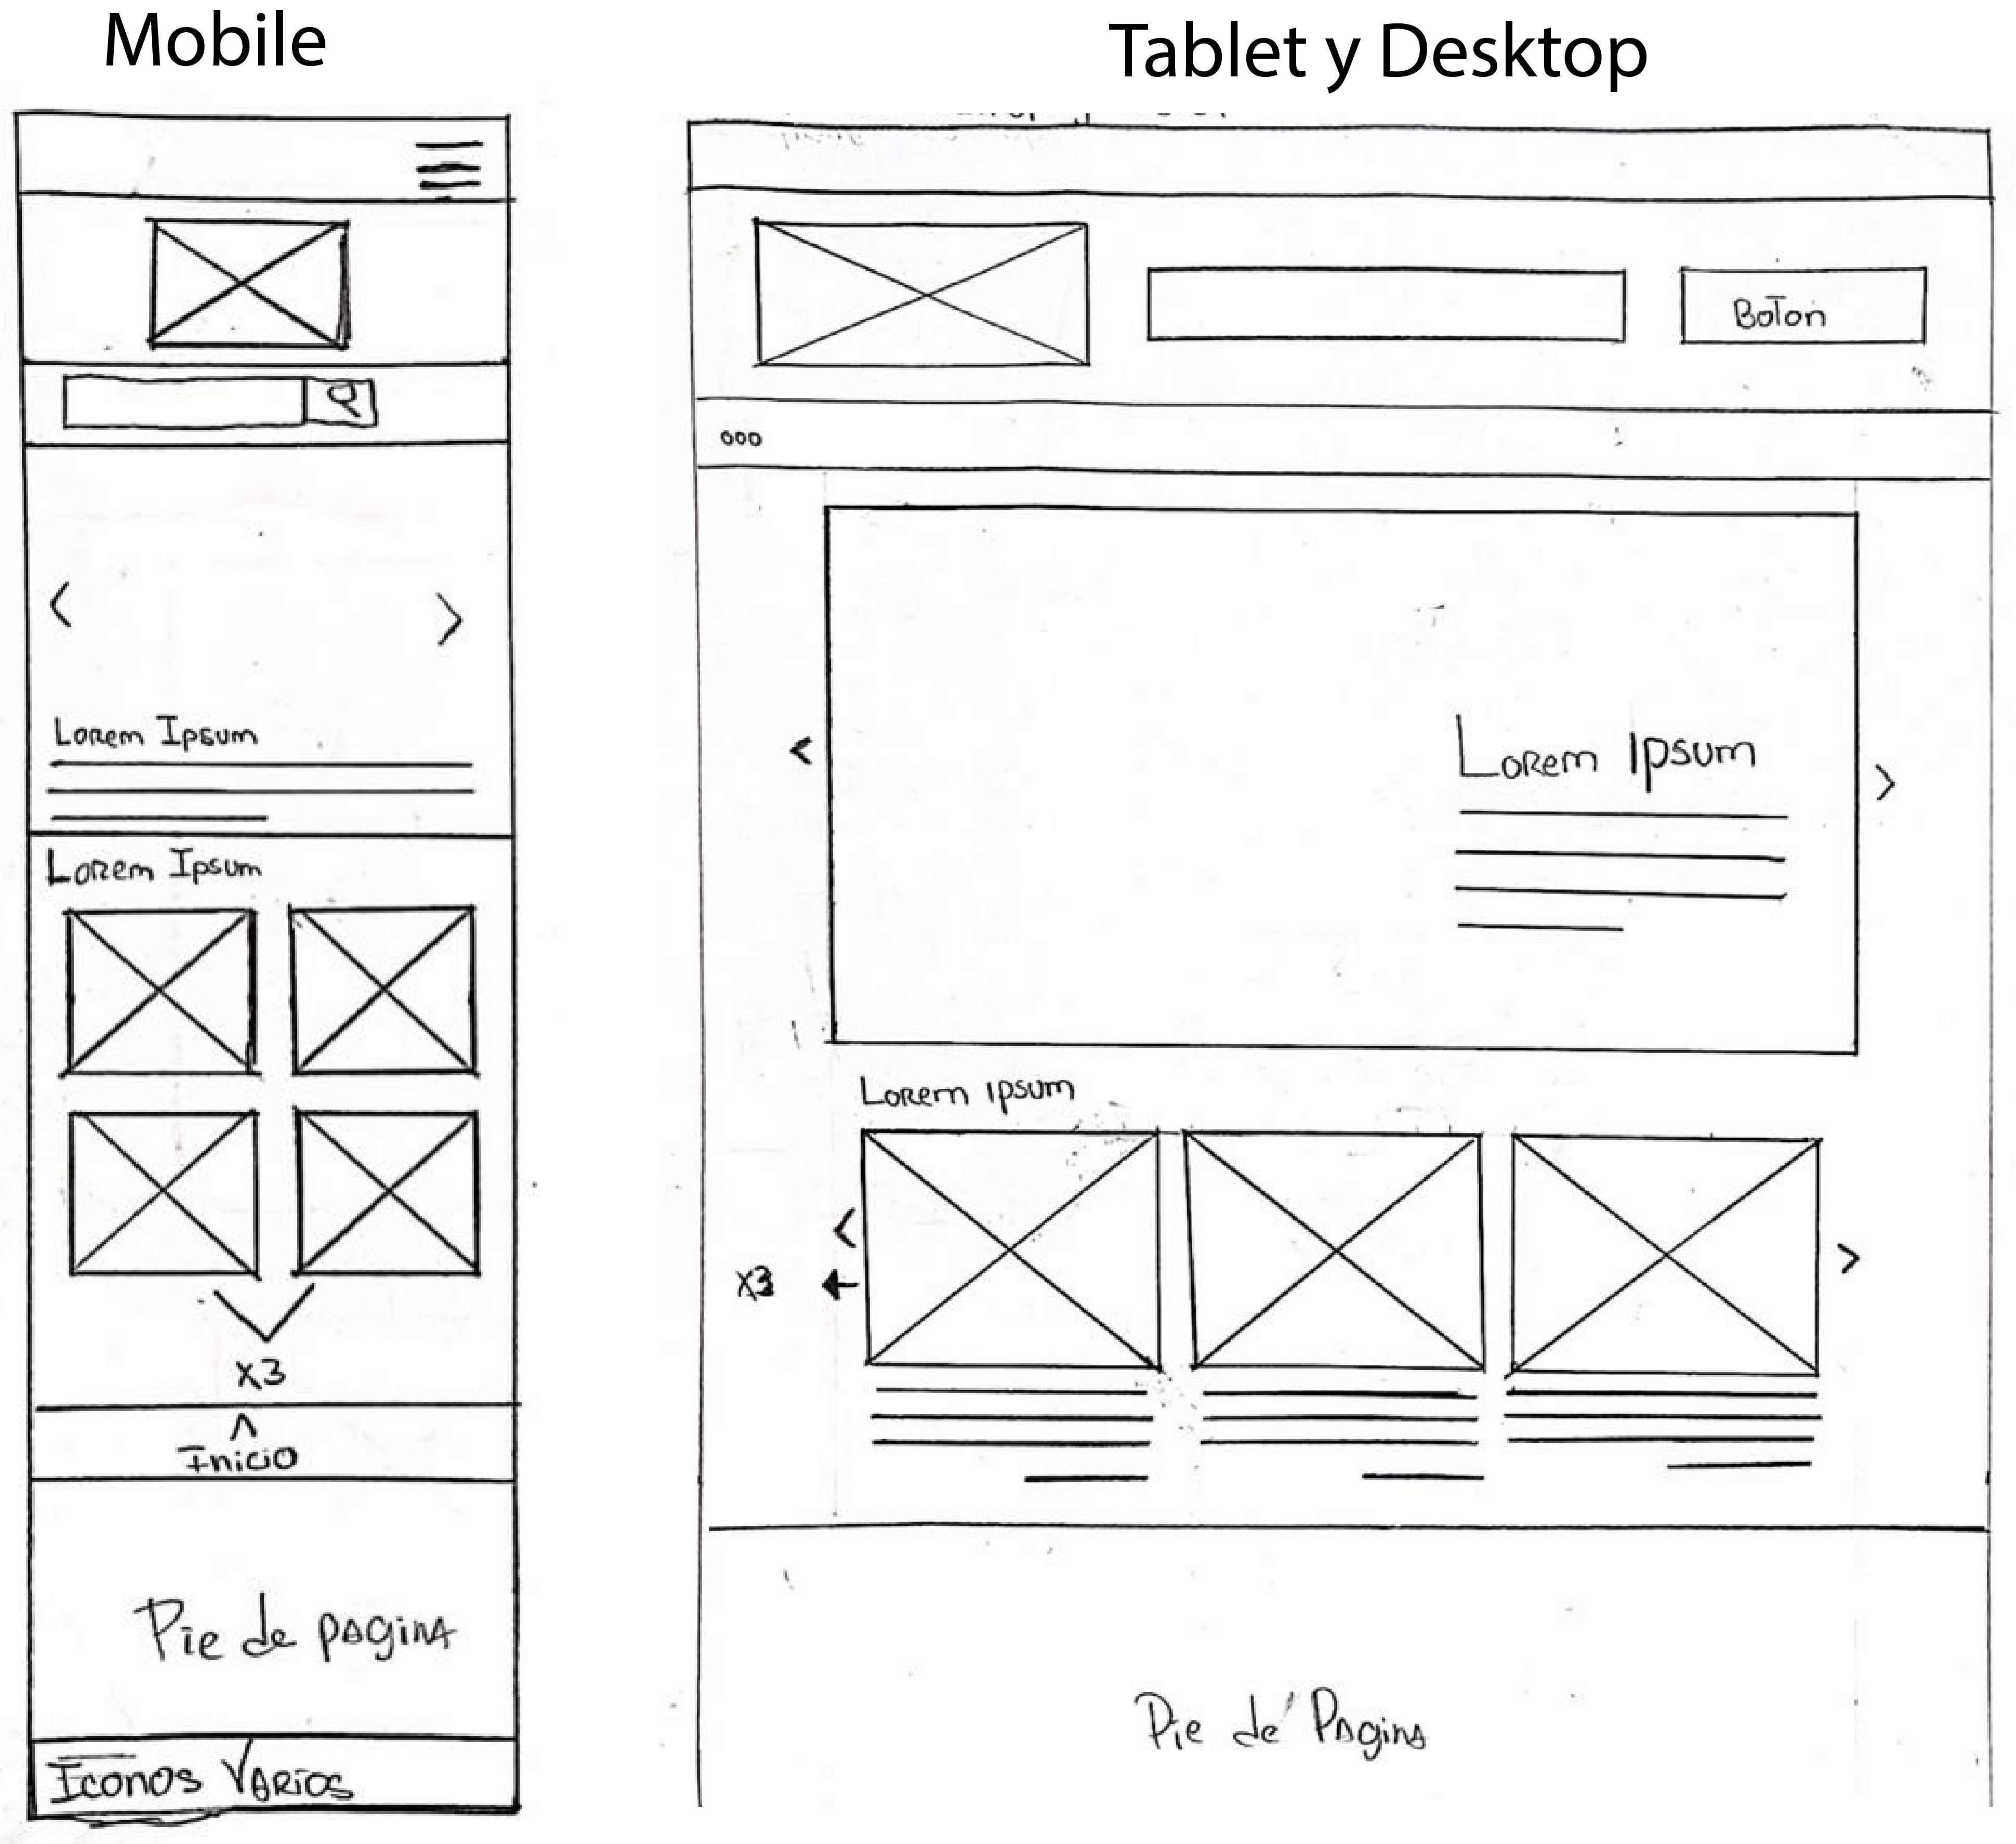 Mobile
Lorem Ipsum
Lorem Ipsum
x3
Inicio
Pie de pagina
Iconos Varios
Tablet y Desktop
Boton
Lorem Ipsum
Lorem ipsum
x3
Pie de Pagina